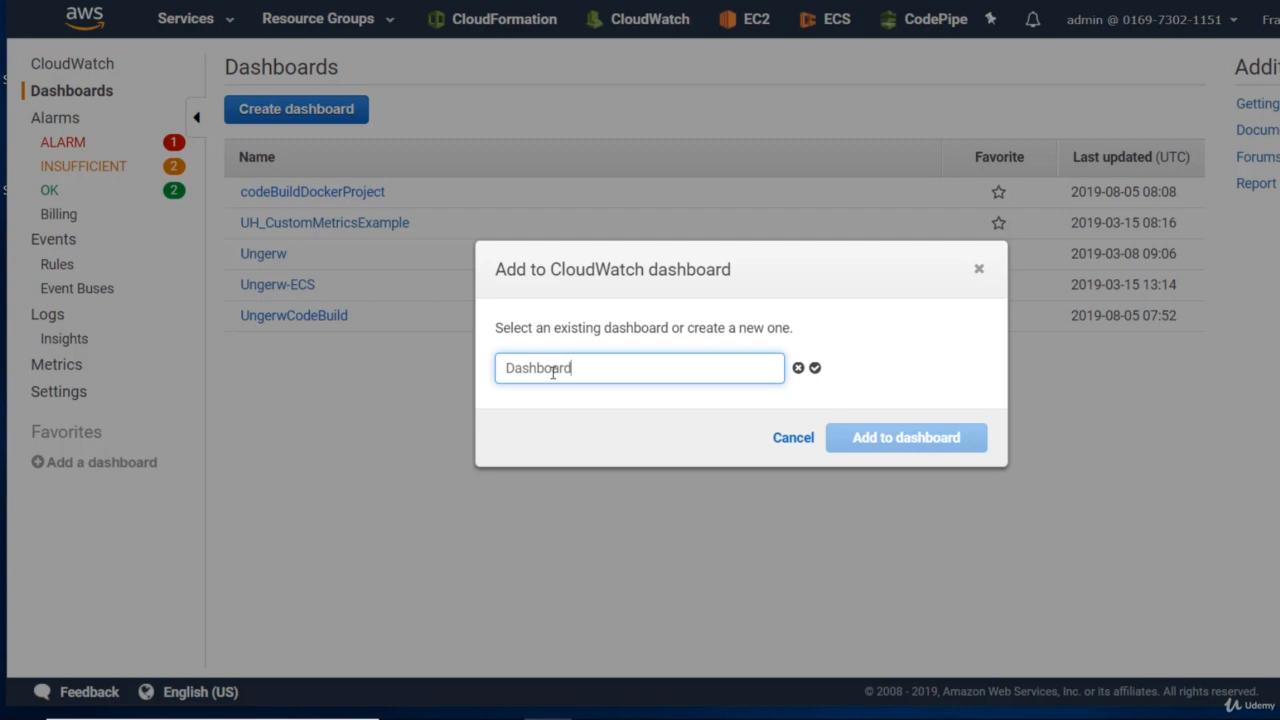 aws Services Resource Groups CloudFormation CloudWatch EC2 ECS CodePipe admin @ 0169-7302-1151 Fra
CloudWatch
Dashboards
Alarms
ALARM 1
INSUFFICIENT 2
OK 2
Billing
Events
Rules
Event Buses
Logs
Insights
Metrics
Settings
Favorites
Add a dashboard
Dashboards
Create dashboard
Name Favorite Last updated (UTC)
codeBuildDockerProject 2019-08-05 08:08
UH_CustomMetricsExample 2019-03-15 08:16
Ungerw 2019-03-08 09:06
Ungerw-ECS 2019-03-15 13:14
UngerwCodeBuild 2019-08-05 07:52
Addit
Getting
Docum
Forums
Report
Add to CloudWatch dashboard
Select an existing dashboard or create a new one.
Dashboard
Cancel Add to dashboard
Feedback English (US) © 2008 - 2019, Amazon Web Services, Inc. or its affiliates. All rights reserved.
Udemy